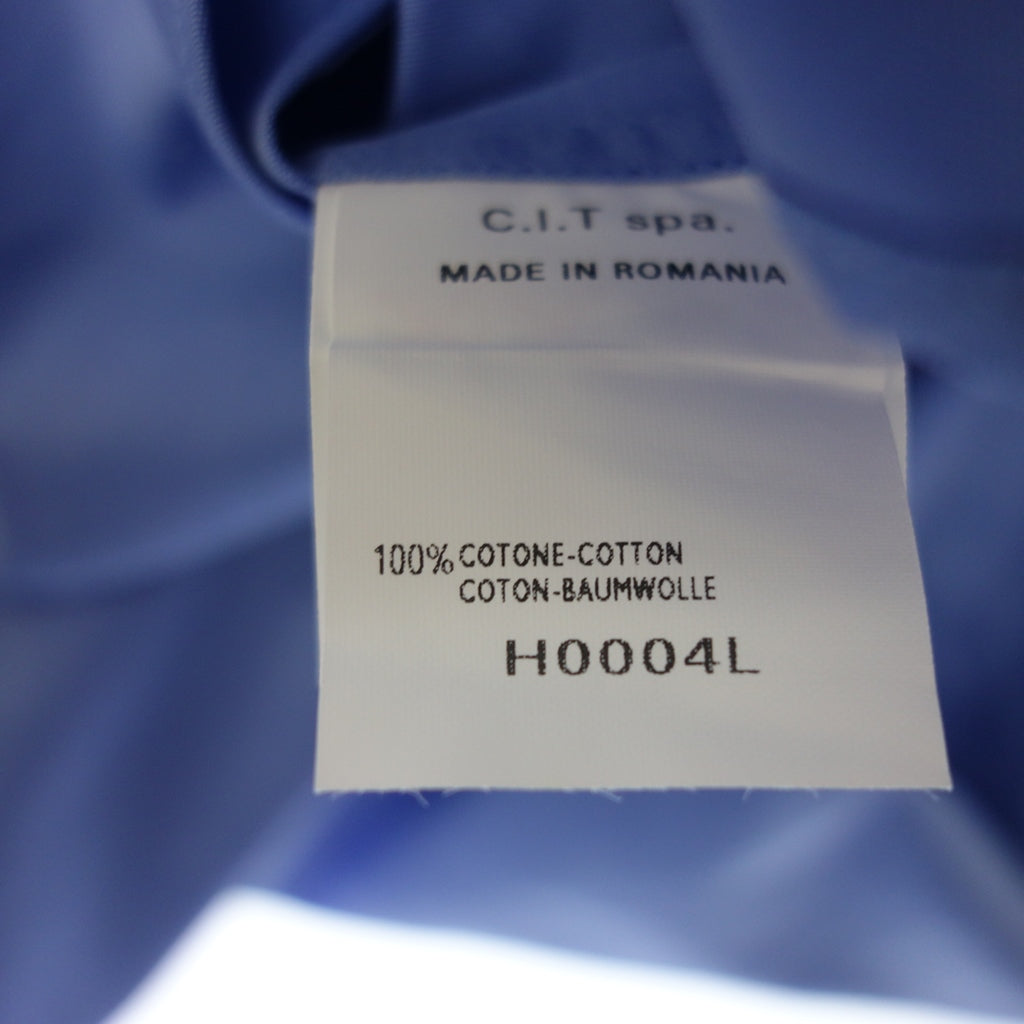 C.I.T spa.
MADE IN ROMANIA
100% COTONE-COTTON
COTON-BAUMWOLLE
H0004L